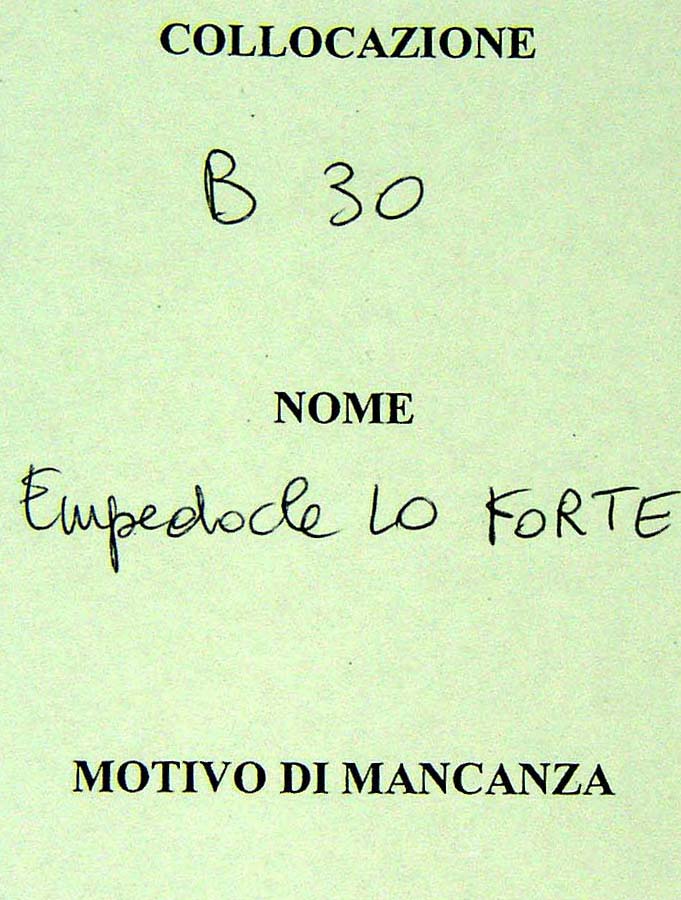 COLLOCAZIONE
B 30
NOME
Empedocle LO FORTE
MOTIVO DI MANCANZA